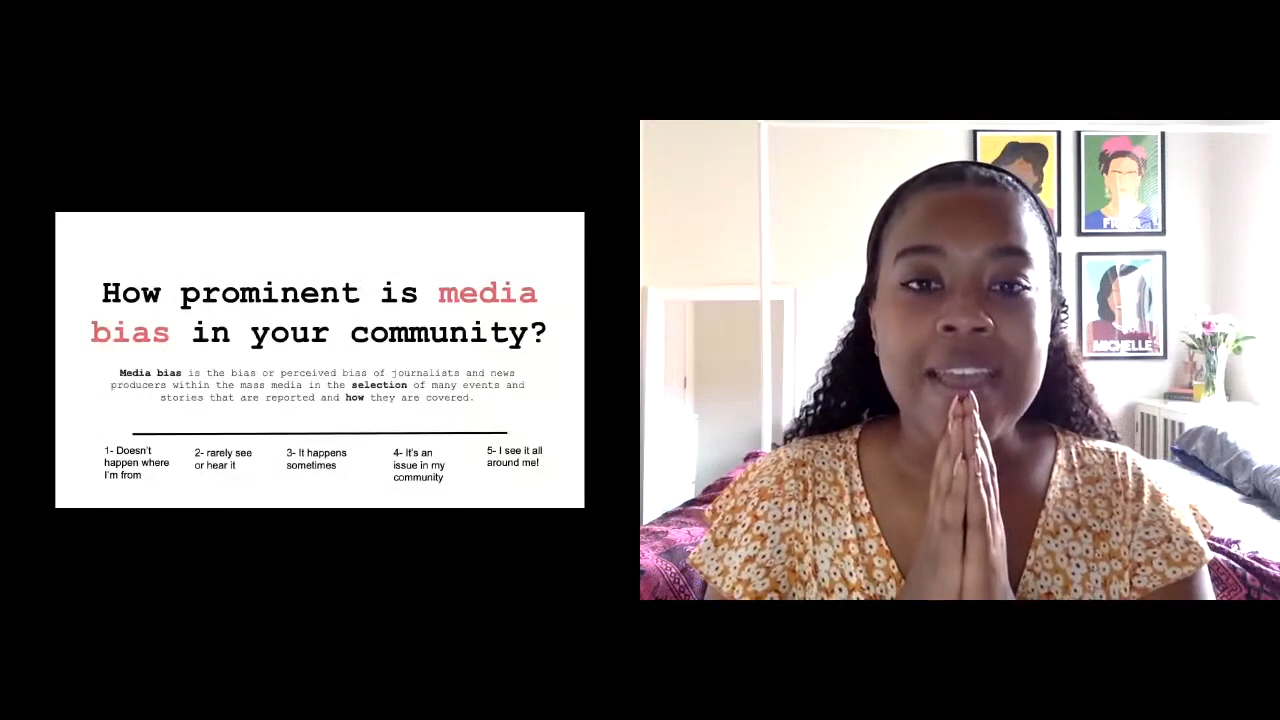 How prominent is media
bias in your community?
Media bias is the bias or perceived bias of journalists and news
producers within the mass media in the selection of many events and
stories that are reported and how they are covered.
1- Doesn't
happen where
I'm from
2- rarely see
or hear it
3- It happens
sometimes
4- It's an
issue in my
community
5- I see it all
around me!
MICHELLE